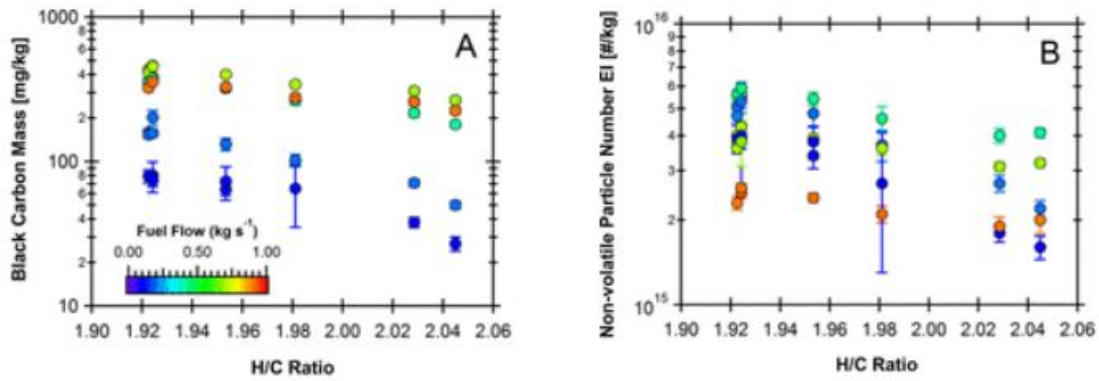 1000
8
6
4
2
100
8
6
4
2
10
Black Carbon Mass [mg/kg]
A
Fuel Flow (kg s⁻¹)
0.00 0.50 1.00
1.90 1.92 1.94 1.96 1.98 2.00 2.02 2.04 2.06
H/C Ratio
10¹⁶
9
8
7
6
5
4
3
2
10¹⁵
Non-volatile Particle Number EI [#/kg]
B
1.90 1.92 1.94 1.96 1.98 2.00 2.02 2.04 2.06
H/C Ratio